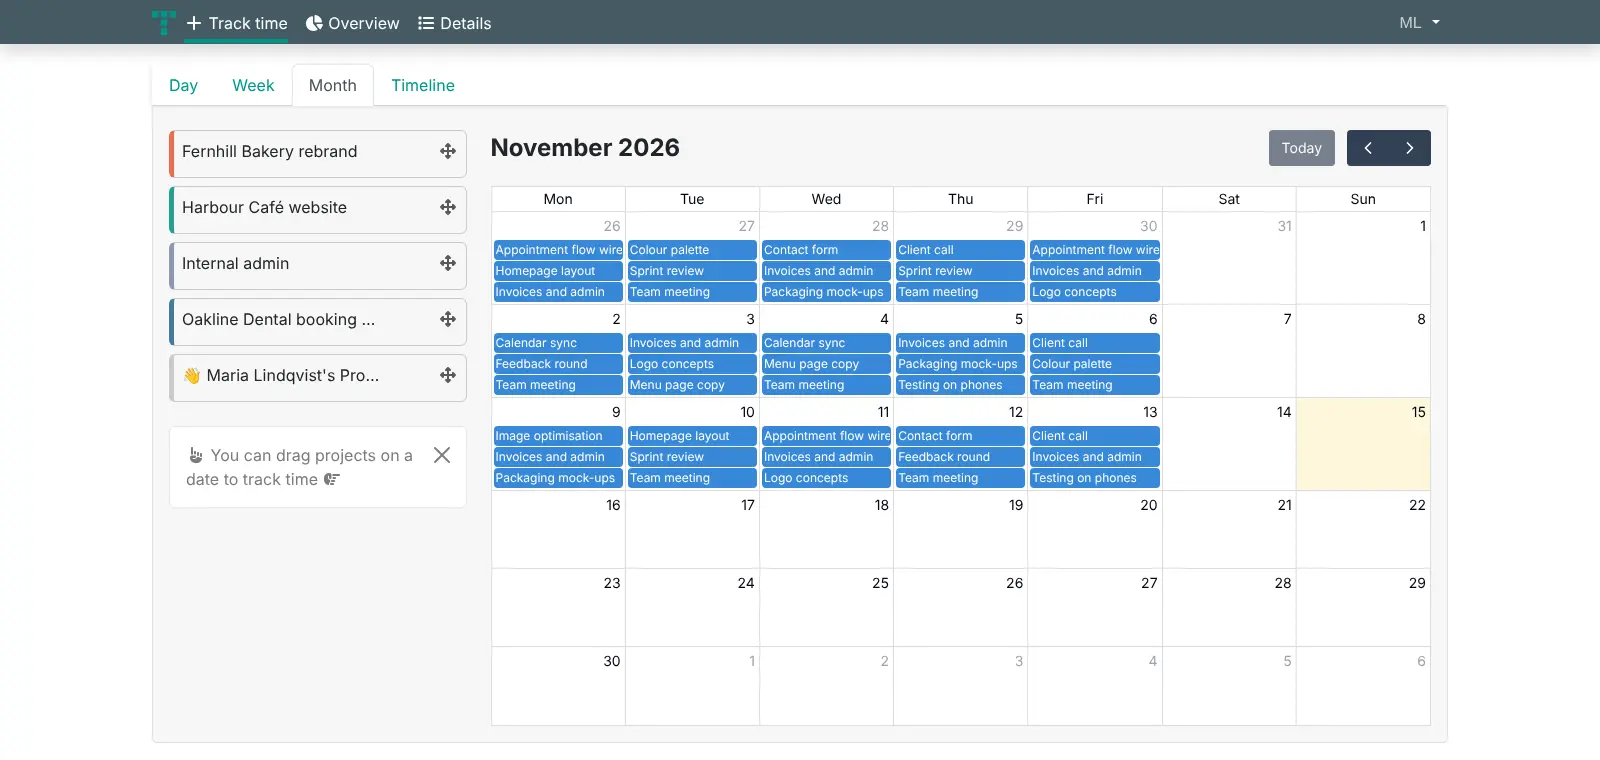 Track time Overview Details ML
Day Week Month Timeline
Fernhill Bakery rebrand
Harbour Café website
Internal admin
Oakline Dental booking ...
👋 Maria Lindqvist's Pro...
You can drag projects on a
date to track time
November 2026
Today
Mon Tue Wed Thu Fri Sat Sun
26 27 28 29 30 31 1
Appointment flow wire Colour palette Contact form Client call Appointment flow wire
Homepage layout Sprint review Invoices and admin Sprint review Invoices and admin
Invoices and admin Team meeting Packaging mock-ups Team meeting Logo concepts
2 3 4 5 6 7 8
Calendar sync Invoices and admin Calendar sync Invoices and admin Client call
Feedback round Logo concepts Menu page copy Packaging mock-ups Colour palette
Team meeting Menu page copy Team meeting Testing on phones Team meeting
9 10 11 12 13 14 15
Image optimisation Homepage layout Appointment flow wire Contact form Client call
Invoices and admin Sprint review Invoices and admin Feedback round Invoices and admin
Packaging mock-ups Team meeting Logo concepts Team meeting Testing on phones
16 17 18 19 20 21 22
23 24 25 26 27 28 29
30 1 2 3 4 5 6